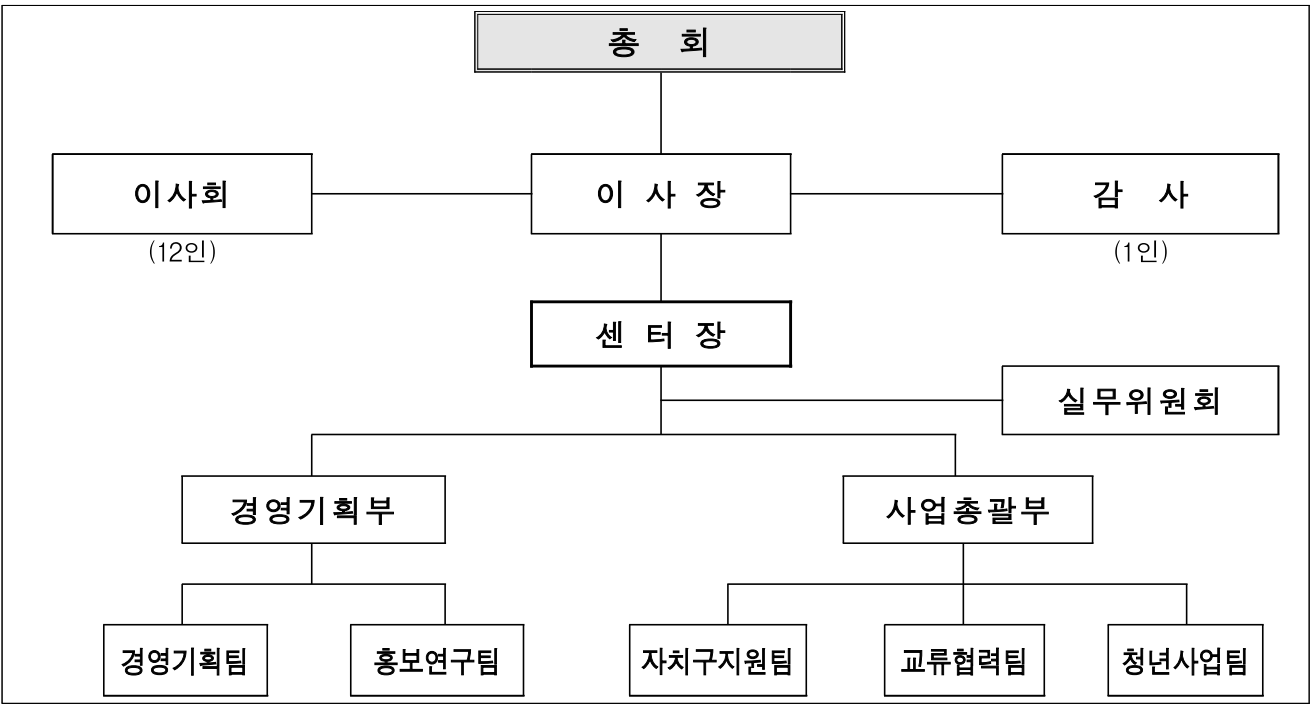 총 회
이사회
이 사 장
감 사
(12인)
(1인)
센 터 장
실무위원회
경영기획부
사업총괄부
경영기획팀
홍보연구팀
자치구지원팀
교류협력팀
청년사업팀